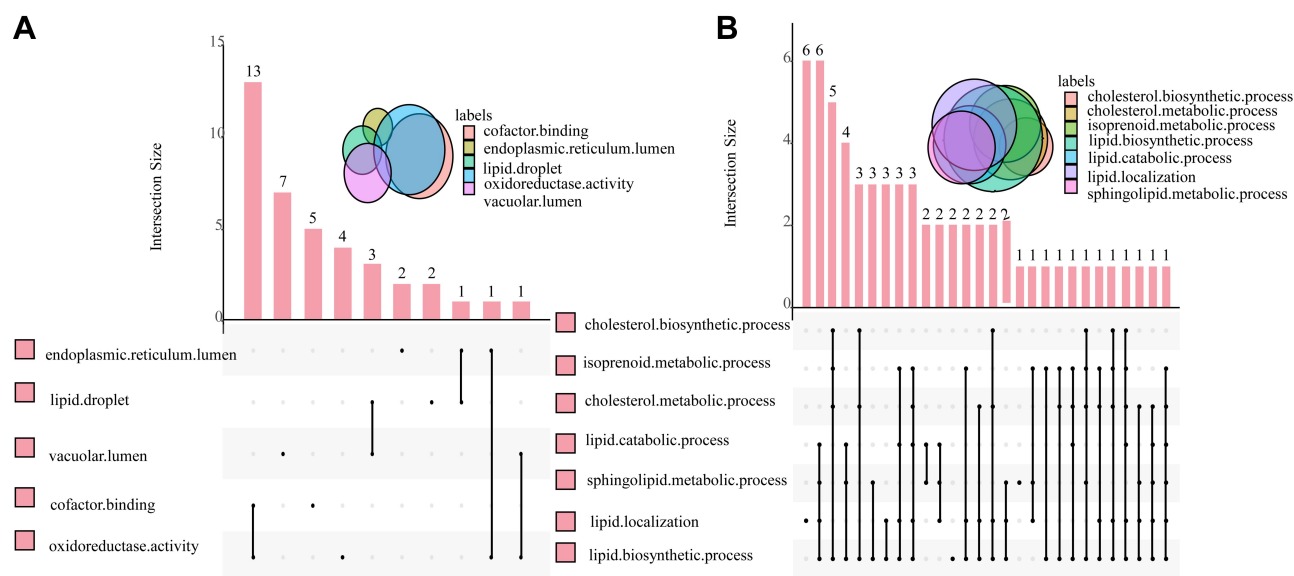 A
15
10
5
0
Intersection Size
13
7
5
4
3
2
2
1
1
1
labels
cofactor.binding
endoplasmic.reticulum.lumen
lipid.droplet
oxidoreductase.activity
vacuolar.lumen
endoplasmic.reticulum.lumen
lipid.droplet
vacuolar.lumen
cofactor.binding
oxidoreductase.activity
B
6
4
2
0
Intersection Size
6 6
5
4
3 3 3 3 3
2 2 2 2 2 2 2
1 1 1 1 1 1 1 1 1 1 1 1
labels
cholesterol.biosynthetic.process
cholesterol.metabolic.process
isoprenoid.metabolic.process
lipid.biosynthetic.process
lipid.catabolic.process
lipid.localization
sphingolipid.metabolic.process
cholesterol.biosynthetic.process
isoprenoid.metabolic.process
cholesterol.metabolic.process
lipid.catabolic.process
sphingolipid.metabolic.process
lipid.localization
lipid.biosynthetic.process